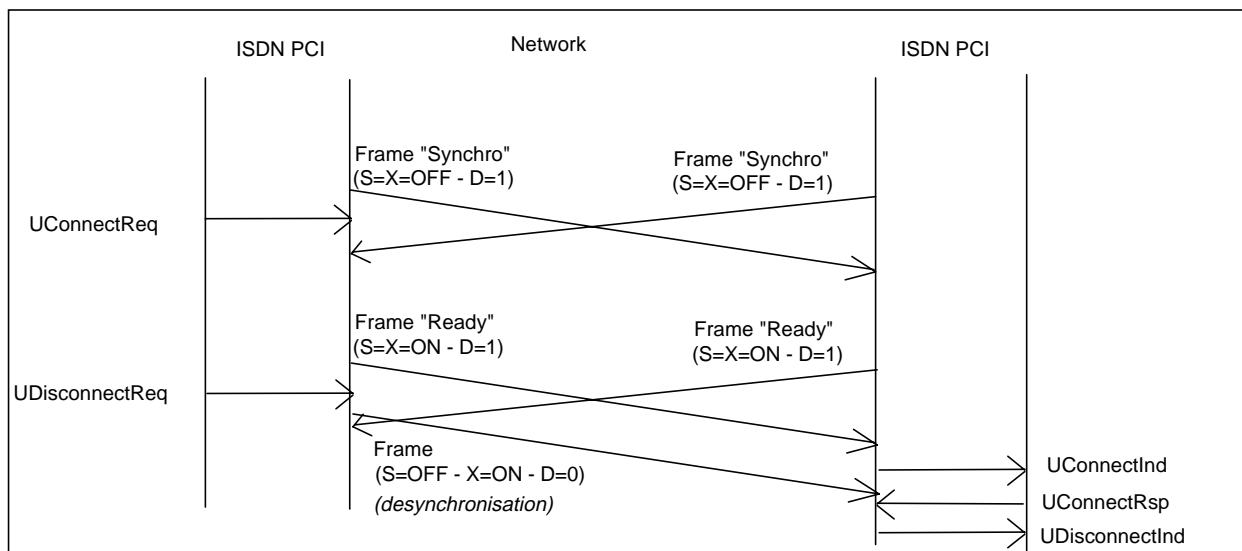 ISDN PCI
Network
ISDN PCI
Frame "Synchro"
(S=X=OFF - D=1)
Frame "Synchro"
(S=X=OFF - D=1)
UConnectReq
Frame "Ready"
(S=X=ON - D=1)
Frame "Ready"
(S=X=ON - D=1)
UDisconnectReq
Frame
(S=OFF - X=ON - D=0)
(desynchronisation)
UConnectInd
UConnectRsp
UDisconnectInd